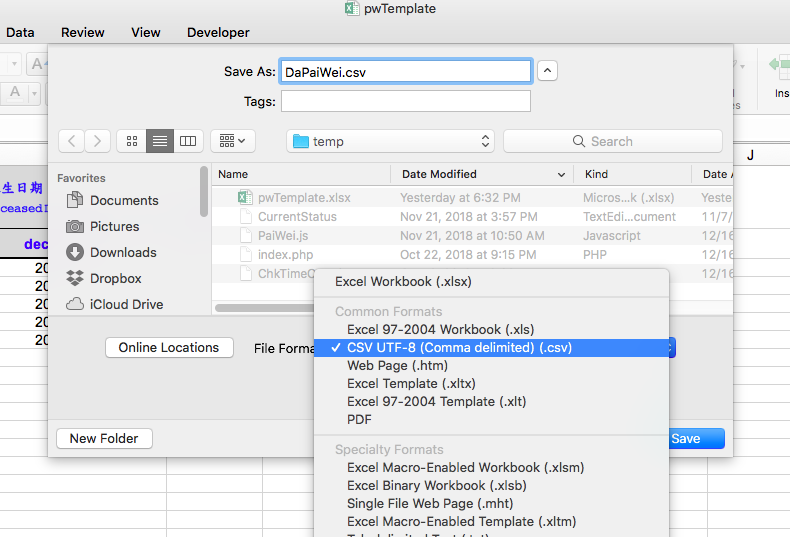 pwTemplate
Data Review View Developer
Save As: DaPaiWei.csv
Tags:
Ins
temp
Search
J
Favorites
Documents
Pictures
Downloads
Dropbox
iCloud Drive
Name Date Modified Kind Date A
pwTemplate.xlsx Yesterday at 6:32 PM Micros...k (.xlsx) Yeste
CurrentStatus Nov 21, 2018 at 3:57 PM TextEdi...cument 11/7/
PaiWei.js Nov 21, 2018 at 10:50 AM Javascript 12/16
index.php Oct 22, 2018 at 9:15 PM PHP 12/16
ChkTimeO 12/16
生日期
ceased
dec
20
20
20
20
20
Online Locations
File Forma
Excel Workbook (.xlsx)
Common Formats
Excel 97-2004 Workbook (.xls)
✓ CSV UTF-8 (Comma delimited) (.csv)
Web Page (.htm)
Excel Template (.xltx)
Excel 97-2004 Template (.xlt)
PDF
Specialty Formats
Excel Macro-Enabled Workbook (.xlsm)
Excel Binary Workbook (.xlsb)
Single File Web Page (.mht)
Excel Macro-Enabled Template (.xltm)
New Folder
Save